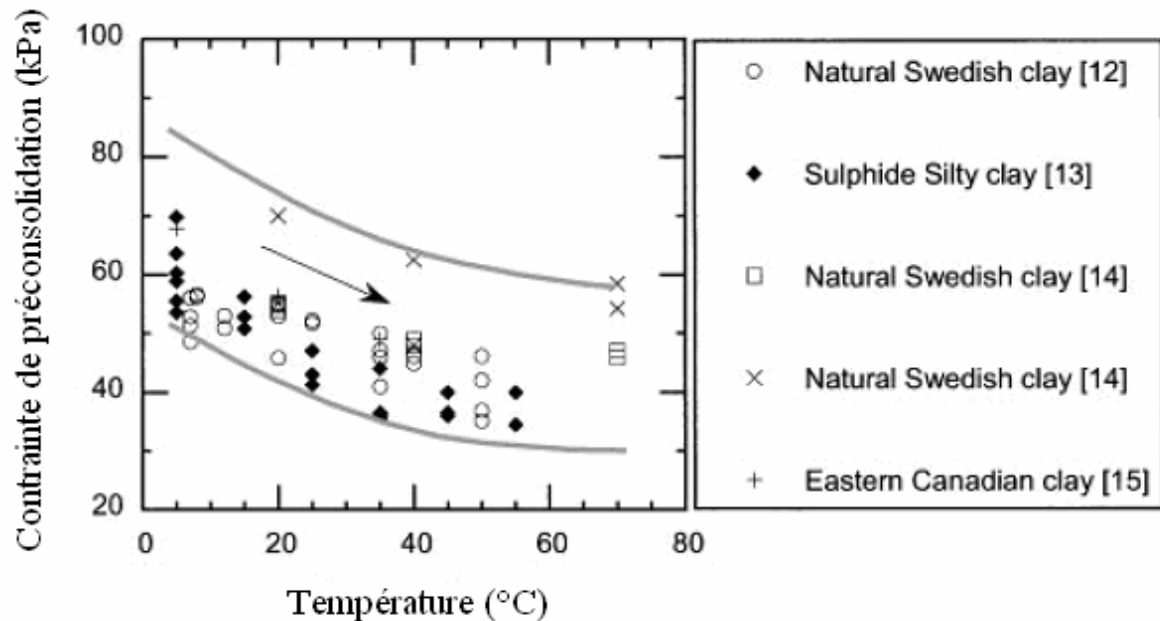 Contrainte de préconsolidation (kPa)
100
80
60
40
20
0
20
40
60
80
Température (°C)
Natural Swedish clay [12]
Sulphide Silty clay [13]
Natural Swedish clay [14]
Natural Swedish clay [14]
Eastern Canadian clay [15]